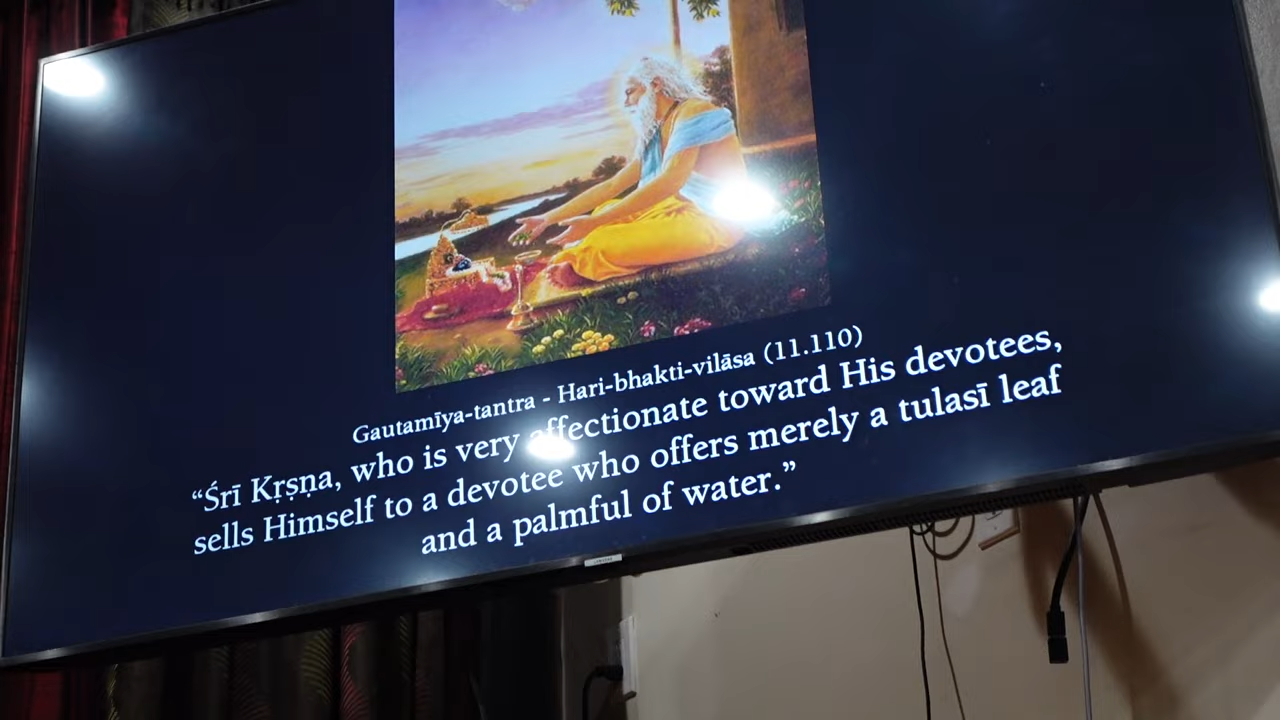 Gautamīya-tantra - Hari-bhakti-vilāsa (11.110)
“Śrī Kṛṣṇa, who is very affectionate toward His devotees,
sells Himself to a devotee who offers merely a tulasī leaf
and a palmful of water.”